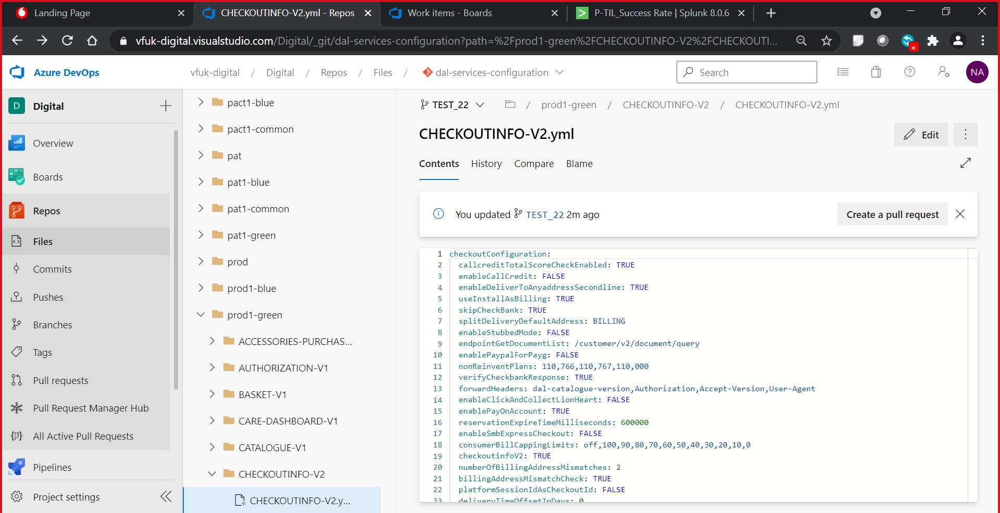 Landing Page
CHECKOUTINFO-V2.yml - Repos
Work items - Boards
P-TIL_Success Rate | Splunk 8.0.6
vfuk-digital.visualstudio.com/Digital/_git/dal-services-configuration?path=%2Fprod1-green%2FCHECKOUTINFO-V2%2FCHECKOUTI...
Azure DevOps
vfuk-digital / Digital / Repos / Files / dal-services-configuration
Search
NA
D
Digital
Overview
Boards
Repos
Files
Commits
Pushes
Branches
Tags
Pull requests
Pull Request Manager Hub
All Active Pull Requests
Pipelines
Project settings
pact1-blue
pact1-common
pat
pat1-blue
pat1-common
pat1-green
prod
prod1-blue
prod1-green
ACCESSORIES-PURCHAS...
AUTHORIZATION-V1
BASKET-V1
CARE-DASHBOARD-V1
CATALOGUE-V1
CHECKOUTINFO-V2
CHECKOUTINFO-V2.y...
TEST_22 / prod1-green / CHECKOUTINFO-V2 / CHECKOUTINFO-V2.yml
CHECKOUTINFO-V2.yml
Edit
Contents History Compare Blame
You updated TEST_22 2m ago
Create a pull request
1 checkoutConfiguration:
2 callcreditTotalScoreCheckEnabled: TRUE
3 enableCallCredit: FALSE
4 enableDeliverToAnyaddressSecondline: TRUE
5 useInstallAsBilling: TRUE
6 skipCheckBank: TRUE
7 splitDeliveryDefaultAddress: BILLING
8 enableStubbedMode: FALSE
9 endpointGetDocumentList: /customer/v2/document/query
10 enablePaypalForPayg: FALSE
11 nonReinventPlans: 110,766,110,767,110,000
12 verifyCheckbankResponse: TRUE
13 forwardHeaders: dal-catalogue-version,Authorization,Accept-Version,User-Agent
14 enableClickAndCollectLionHeart: FALSE
15 enablePayOnAccount: TRUE
16 reservationExpireTimeMilliseconds: 600000
17 enableSmbExpressCheckout: FALSE
18 consumerBillCappingLimits: off,100,90,80,70,60,50,40,30,20,10,0
19 checkoutinfoV2: TRUE
20 numberOfBillingAddressMismatches: 2
21 billingAddressMismatchCheck: TRUE
22 platformSessionIdAsCheckoutId: FALSE
23 deliveryTimeOffsetInDays: 0